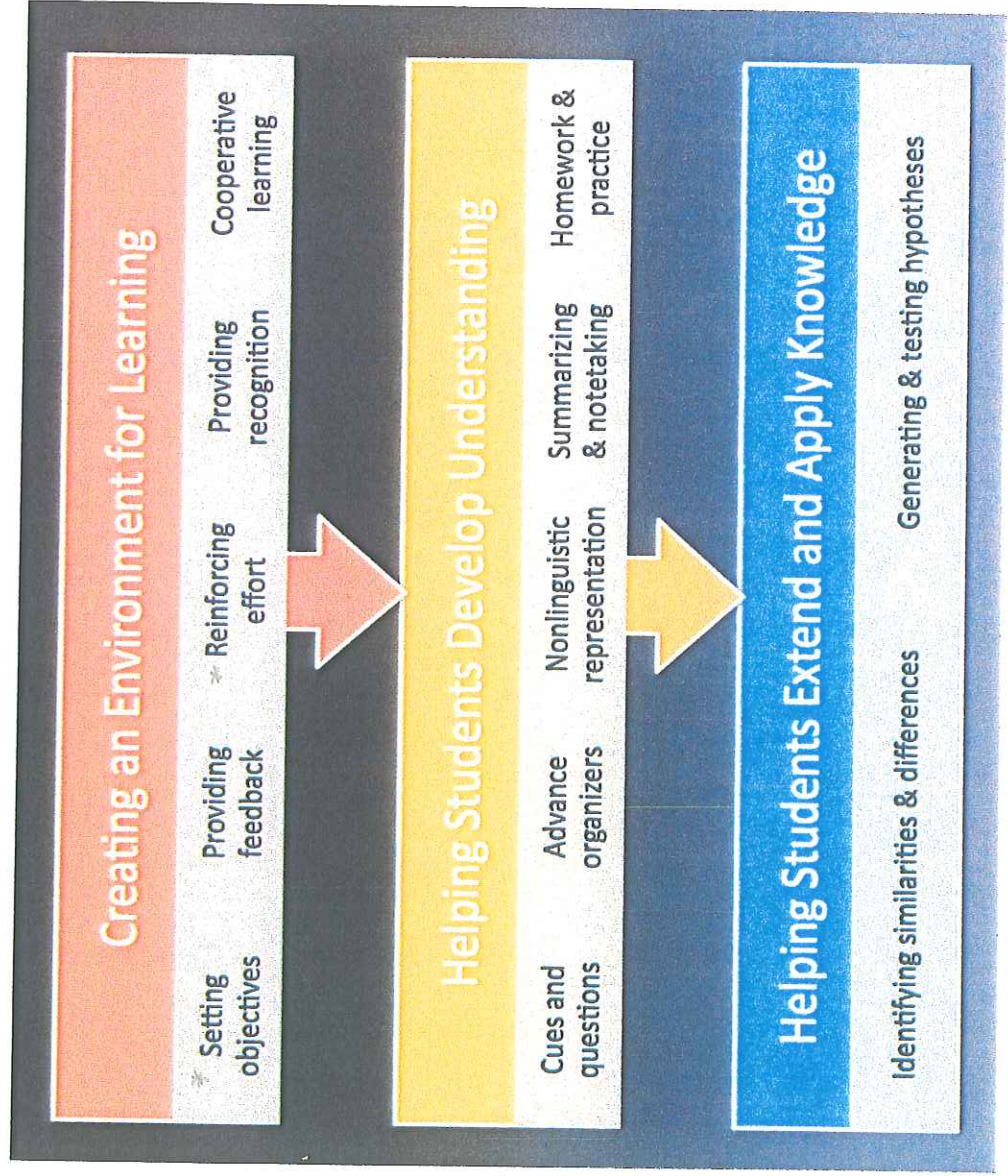 Creating an Environment for Learning
* Setting
objectives
Providing
feedback
* Reinforcing
effort
Providing
recognition
Cooperative
learning
Helping Students Develop Understanding
Cues and
questions
Advance
organizers
Nonlinguistic
representation
Summarizing
& notetaking
Homework &
practice
Helping Students Extend and Apply Knowledge
Identifying similarities & differences
Generating & testing hypotheses